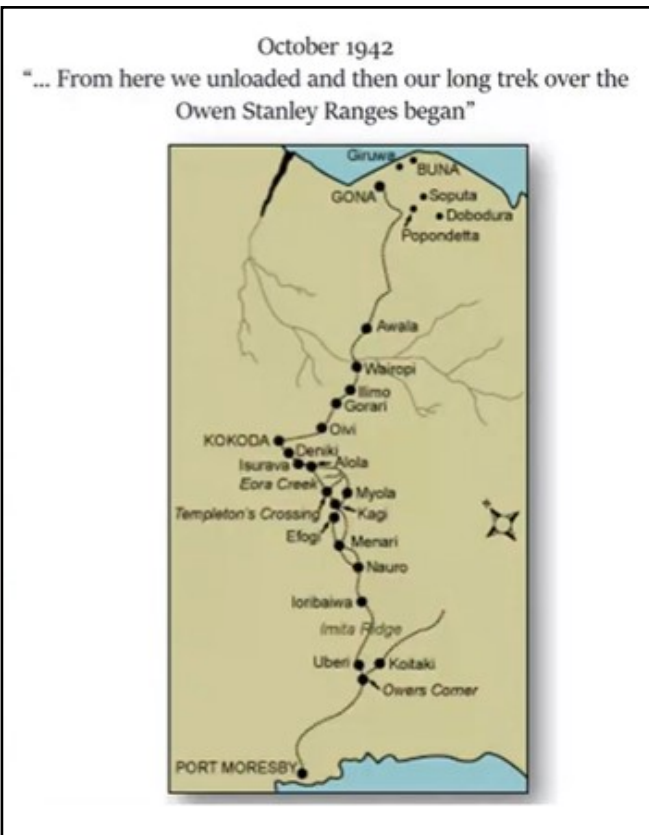 October 1942
“... From here we unloaded and then our long trek over the
Owen Stanley Ranges began”
Giruwa
BUNA
GONA
Soputa
Dobodura
Popondetta
Awala
Wairopi
Ilimo
Gorari
Oivi
KOKODA
Deniki
Isurava
Alola
Eora Creek
Myola
Templeton's Crossing
Kagi
Efogi
Menari
Nauro
Ioribaiwa
Imita Ridge
Uberi
Koitaki
Owers Corner
PORT MORESBY